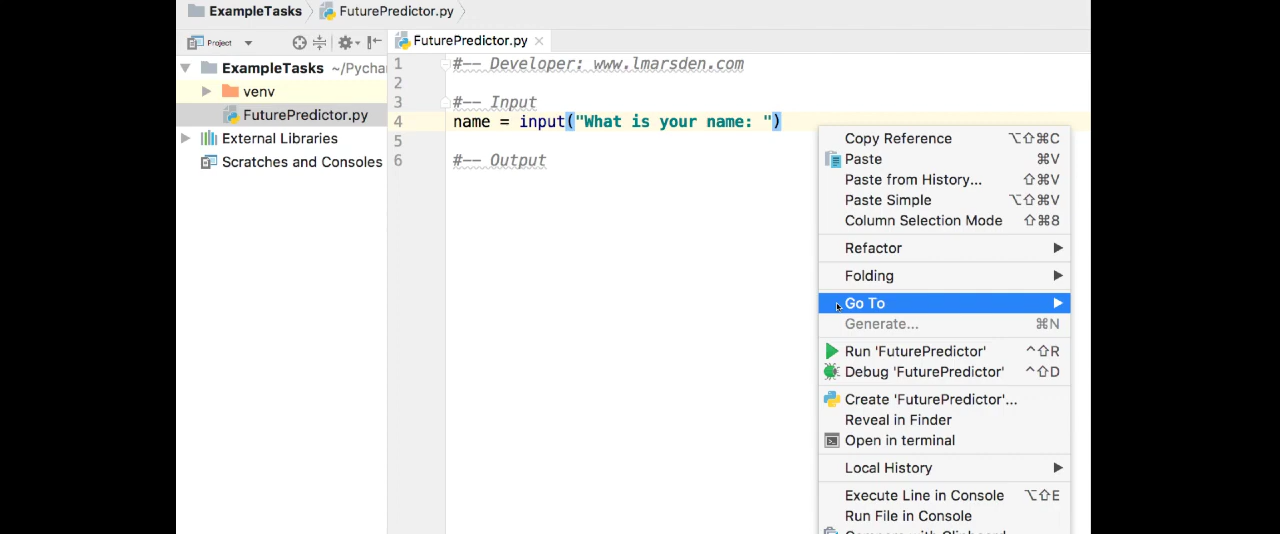 ExampleTasks FuturePredictor.py
Project
FuturePredictor.py
ExampleTasks ~/Pychar
venv
FuturePredictor.py
External Libraries
Scratches and Consoles
1 #-- Developer: www.lmarsden.com
2
3 #-- Input
4 name = input("What is your name: ")
5
6 #-- Output
Copy Reference ⌥⇧⌘C
Paste ⌘V
Paste from History... ⇧⌘V
Paste Simple ⌥⇧⌘V
Column Selection Mode ⇧⌘8
Refactor
Folding
Go To
Generate... ⌘N
Run 'FuturePredictor' ^⇧R
Debug 'FuturePredictor' ^⇧D
Create 'FuturePredictor'...
Reveal in Finder
Open in terminal
Local History
Execute Line in Console ⌥⇧E
Run File in Console
Compare with Clipboard